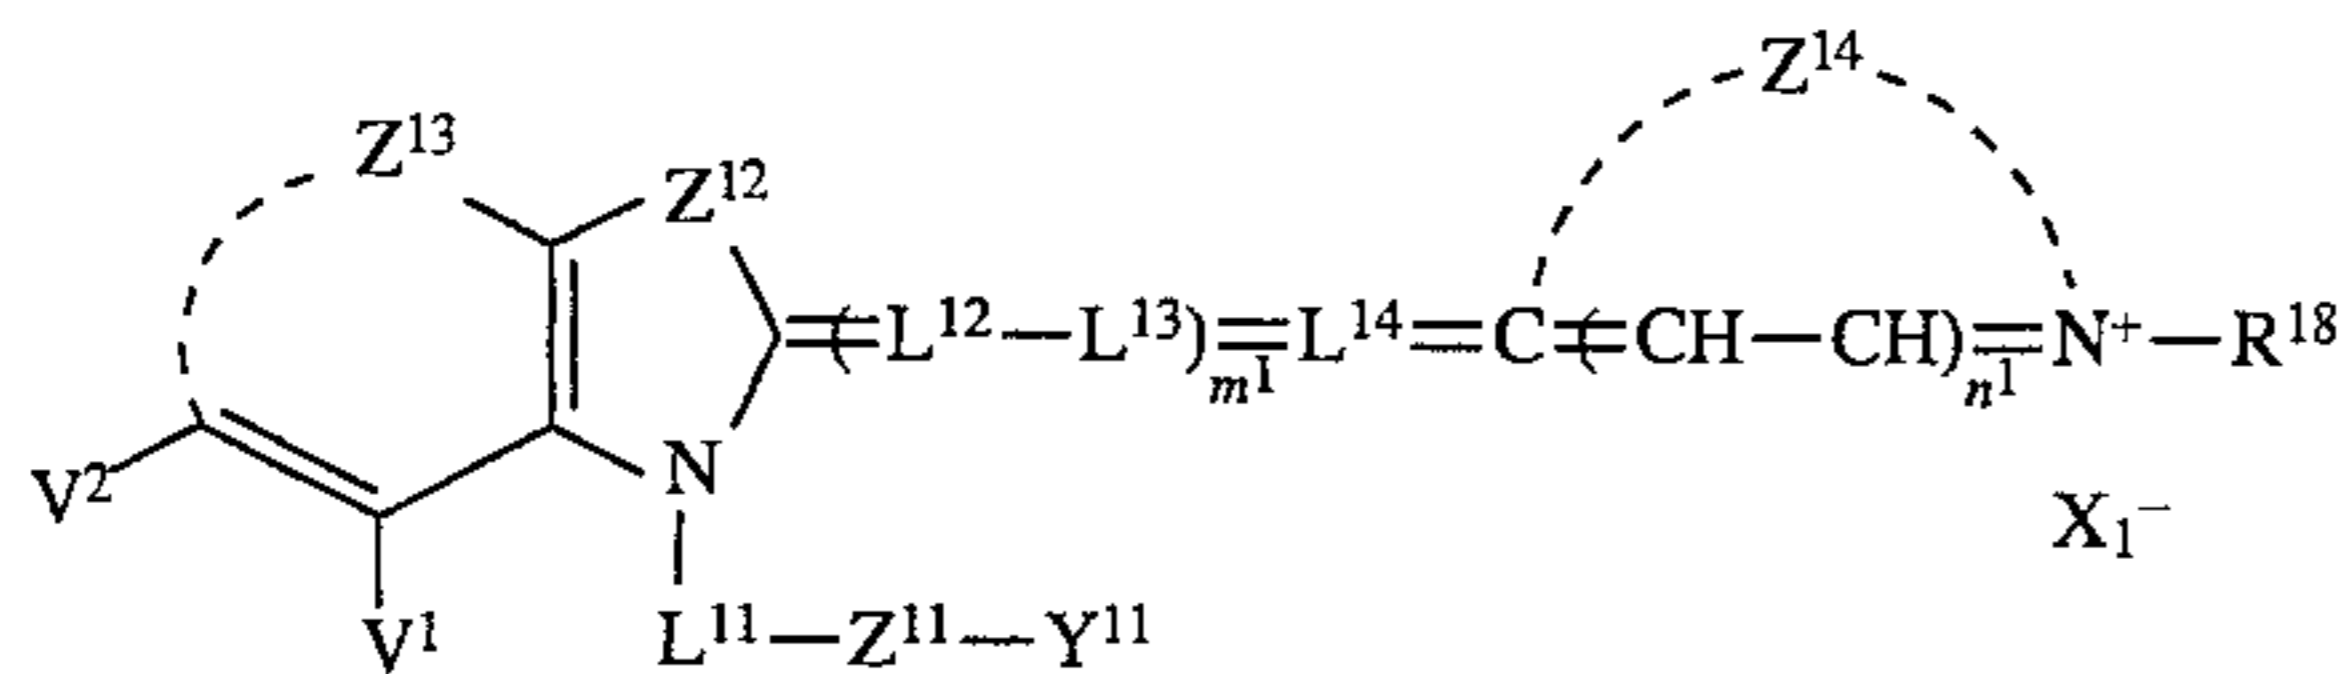 Z¹⁴
Z¹³
Z¹²
=(L¹²—L¹³)ₘ¹=L¹⁴=C=(CH—CH)ₙ¹=N⁺—R¹⁸
V²
N
X₁⁻
V¹
L¹¹—Z¹¹—Y¹¹